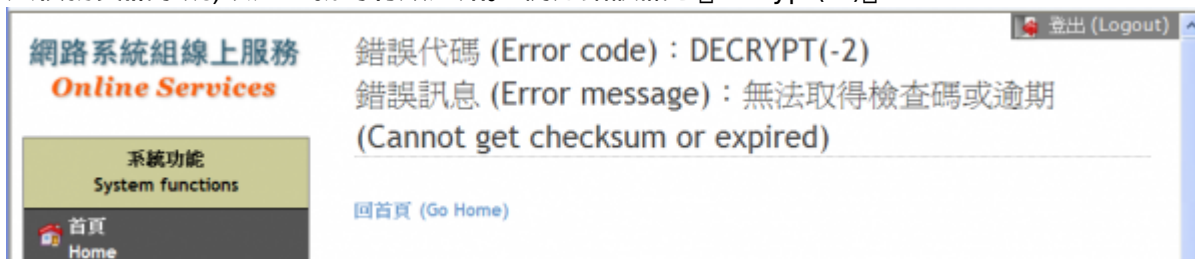 登出 (Logout)
網路系統組線上服務
Online Services
錯誤代碼 (Error code)：DECRYPT(-2)
錯誤訊息 (Error message)：無法取得檢查碼或逾期
(Cannot get checksum or expired)
系統功能
System functions
首頁
Home
回首頁 (Go Home)